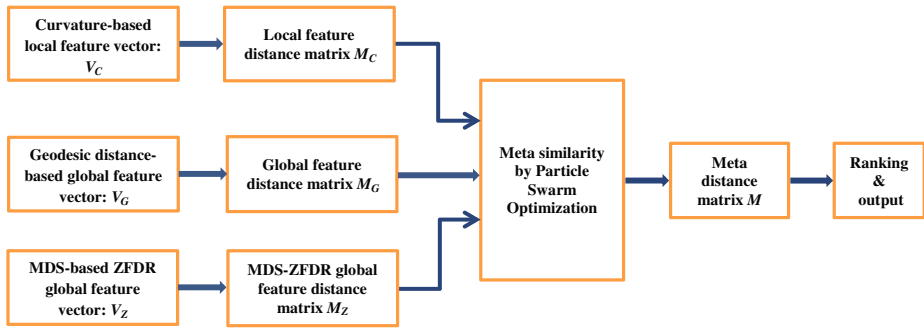 Curvature-based
local feature vector:
V_C
Local feature
distance matrix M_C
Geodesic distance-
based global feature
vector: V_G
Global feature
distance matrix M_G
MDS-based ZFDR
global feature
vector: V_Z
MDS-ZFDR global
feature distance
matrix M_Z
Meta similarity
by Particle
Swarm
Optimization
Meta
distance
matrix M
Ranking
&
output